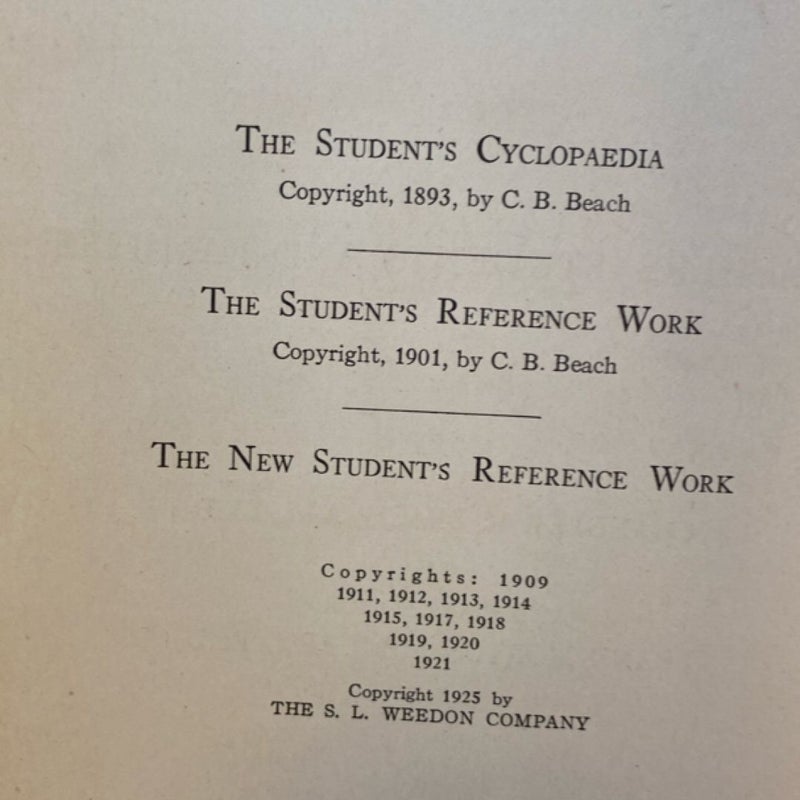 THE STUDENT'S CYCLOPAEDIA
Copyright, 1893, by C. B. Beach
THE STUDENT'S REFERENCE WORK
Copyright, 1901, by C. B. Beach
THE NEW STUDENT'S REFERENCE WORK
Copyrights: 1909
1911, 1912, 1913, 1914
1915, 1917, 1918
1919, 1920
1921
Copyright 1925 by
THE S. L. WEEDON COMPANY